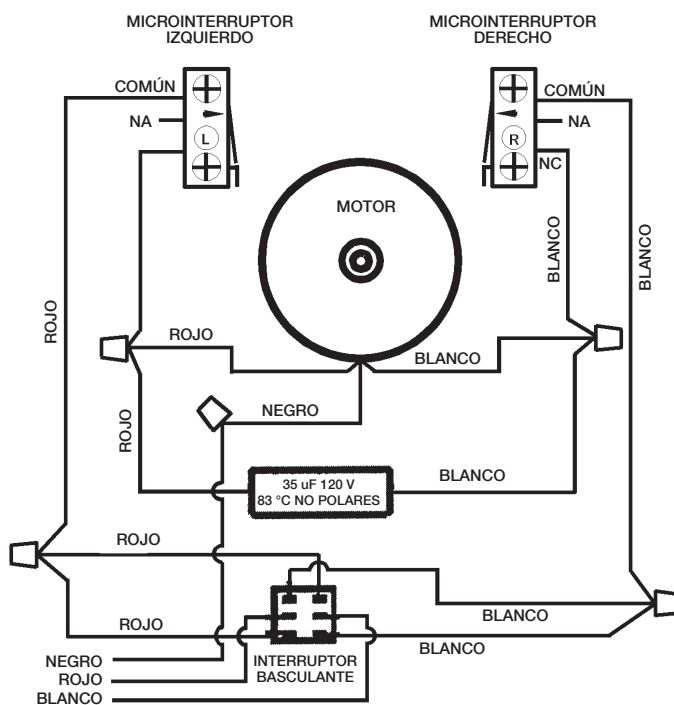 MICROINTERRUPTOR
IZQUIERDO
MICROINTERRUPTOR
DERECHO
COMÚN
COMÚN
NA
NA
L
R
NC
MOTOR
BLANCO
BLANCO
ROJO
ROJO
BLANCO
NEGRO
ROJO
35 uF 120 V
83 °C NO POLARES
BLANCO
ROJO
BLANCO
ROJO
BLANCO
INTERRUPTOR
BASCULANTE
NEGRO
ROJO
BLANCO